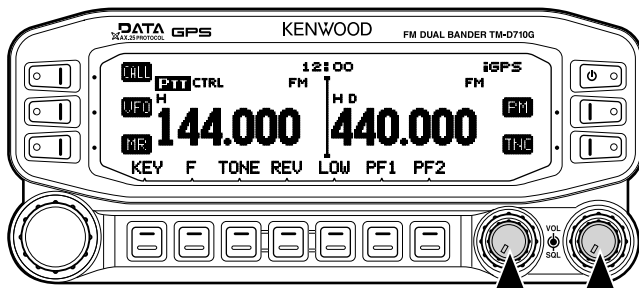 DATA GPS KENWOOD FM DUAL BANDER TM-D710G
AX.25 PROTOCOL
CALL 12:00 iGPS
PTT CTRL FM FM
VFO H H D PM
144.000 440.000
MR TNC
KEY F TONE REV LOW PF1 PF2
VOL
SQL